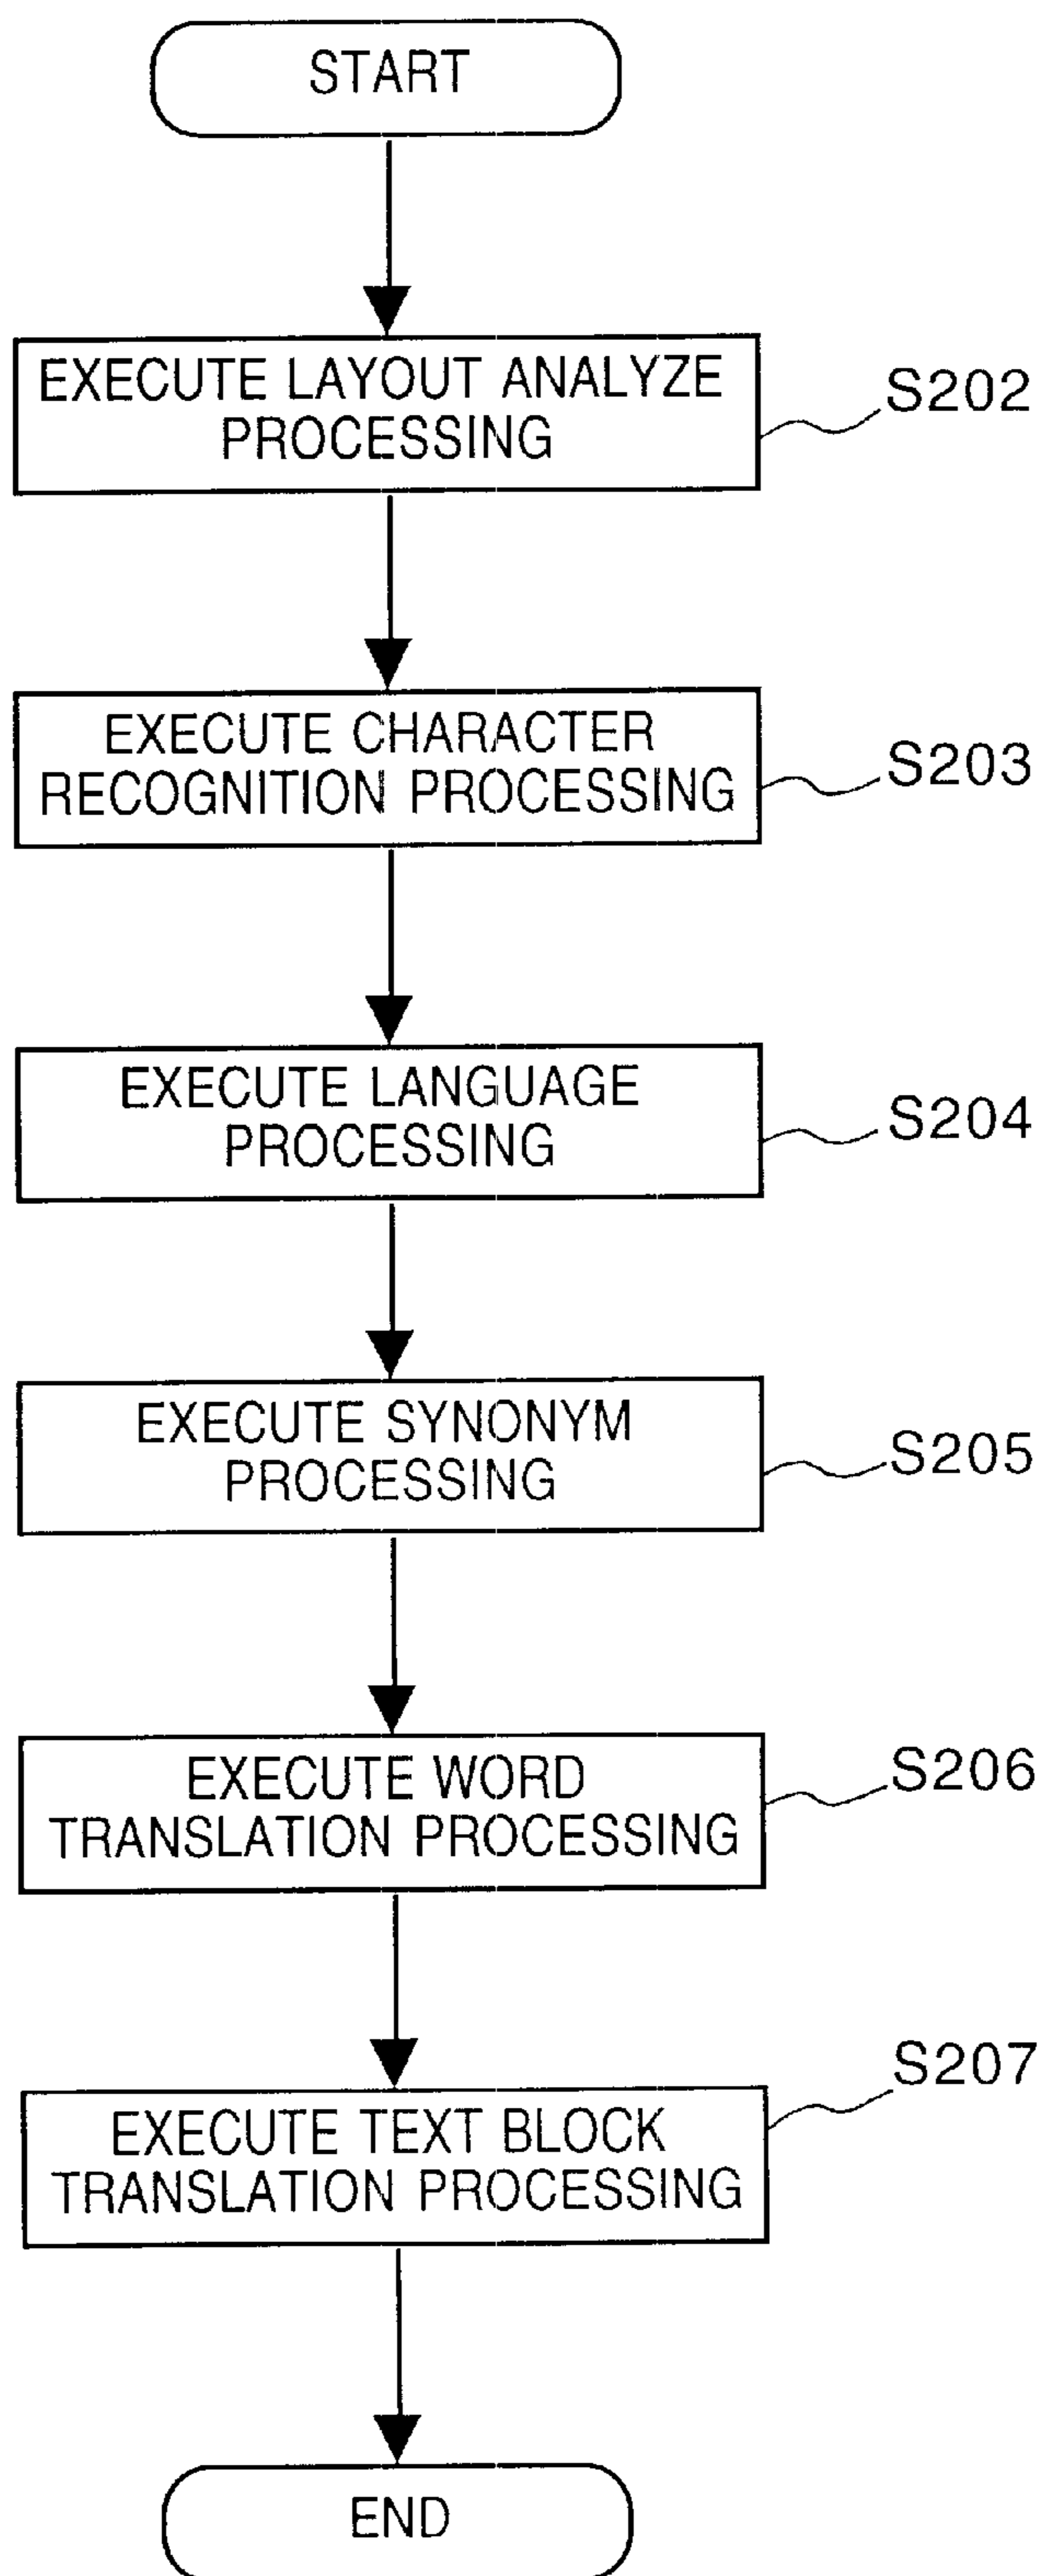 START
EXECUTE LAYOUT ANALYZE
PROCESSING
S202
EXECUTE CHARACTER
RECOGNITION PROCESSING
S203
EXECUTE LANGUAGE
PROCESSING
S204
EXECUTE SYNONYM
PROCESSING
S205
EXECUTE WORD
TRANSLATION PROCESSING
S206
EXECUTE TEXT BLOCK
TRANSLATION PROCESSING
S207
END